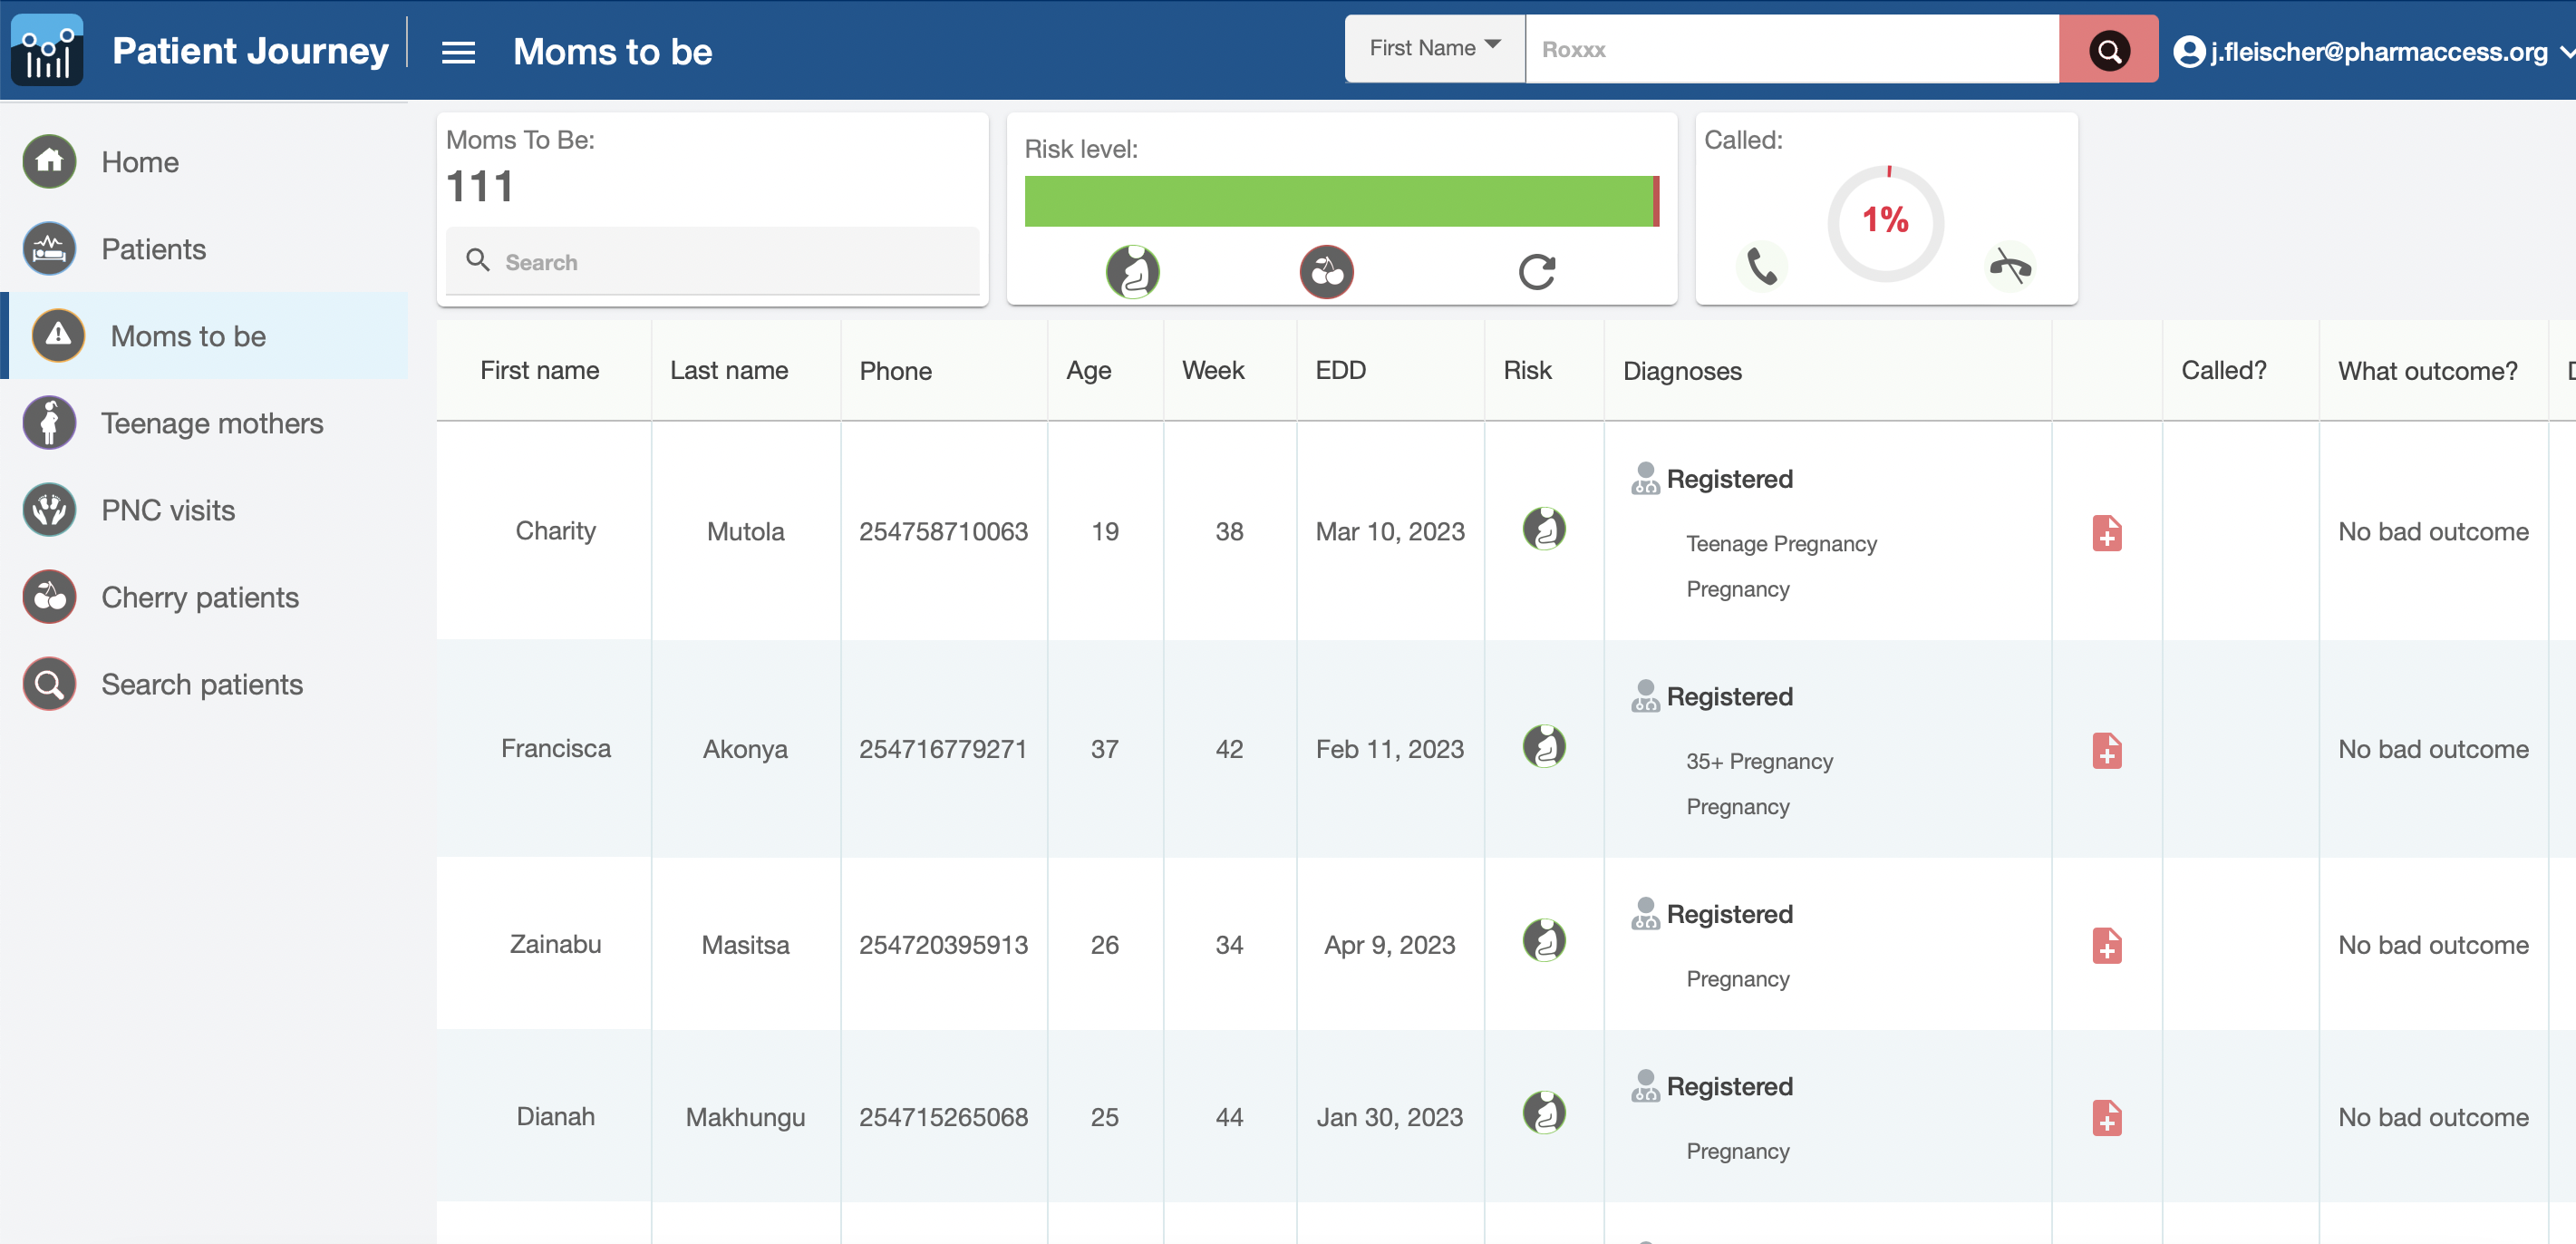 Patient Journey
Moms to be
First Name
Roxxx
j.fleischer@pharmaccess.org
Home
Patients
Moms to be
Teenage mothers
PNC visits
Cherry patients
Search patients
Moms To Be:
111
Search
Risk level:
Called:
1%
First name Last name Phone Age Week EDD Risk Diagnoses Called? What outcome?
Registered
Charity Mutola 254758710063 19 38 Mar 10, 2023 No bad outcome
Teenage Pregnancy
Pregnancy
Registered
Francisca Akonya 254716779271 37 42 Feb 11, 2023 No bad outcome
35+ Pregnancy
Pregnancy
Registered
Zainabu Masitsa 254720395913 26 34 Apr 9, 2023 No bad outcome
Pregnancy
Registered
Dianah Makhungu 254715265068 25 44 Jan 30, 2023 No bad outcome
Pregnancy